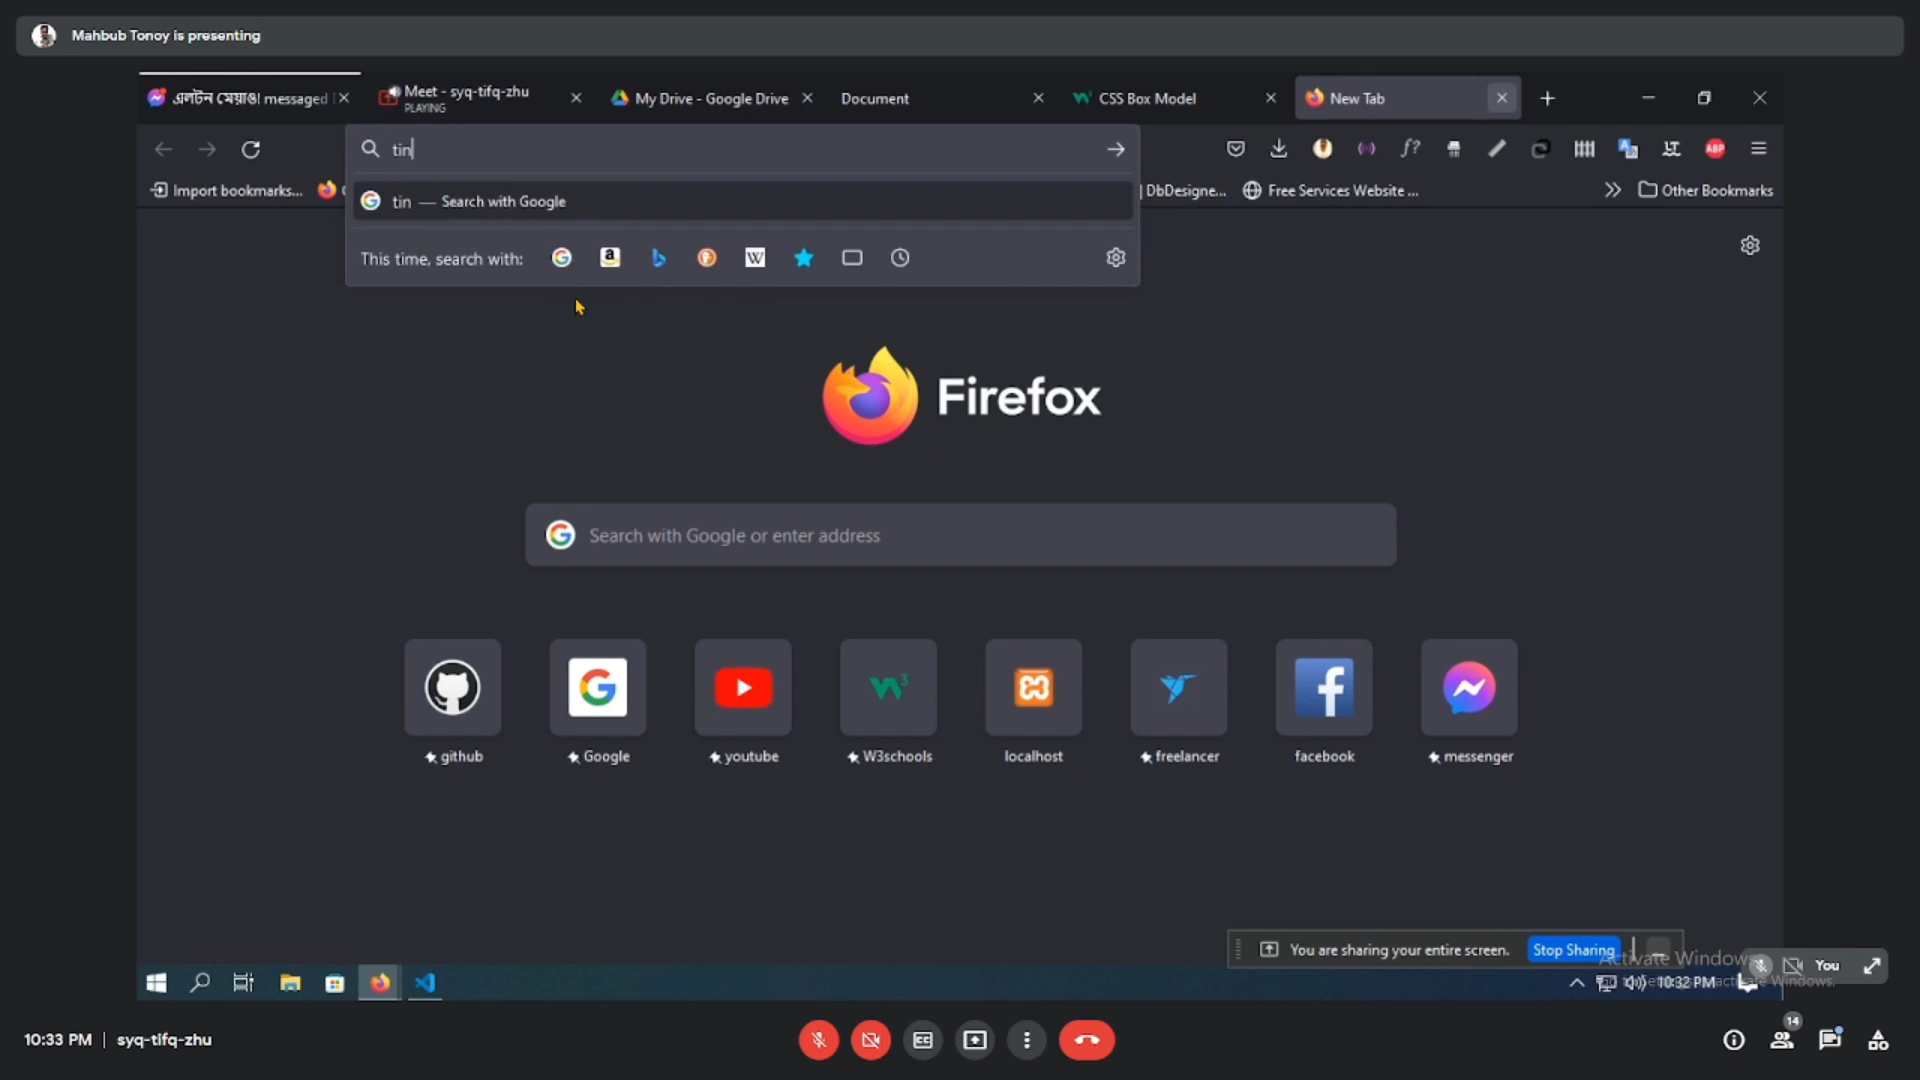 Mahbub Tonoy is presenting
এলটন মেয়াও! messaged
Meet - syq-tifq-zhu
PLAYING
My Drive - Google Drive
Document
CSS Box Model
New Tab
tin
Import bookmarks...
DbDesigne...
Free Services Website ...
Other Bookmarks
tin — Search with Google
This time, search with:
Firefox
Search with Google or enter address
github
Google
youtube
W3schools
localhost
freelancer
facebook
messenger
You are sharing your entire screen.
Stop Sharing
Activate Windows
You
10:32 PM
10:33 PM
syq-tifq-zhu
14